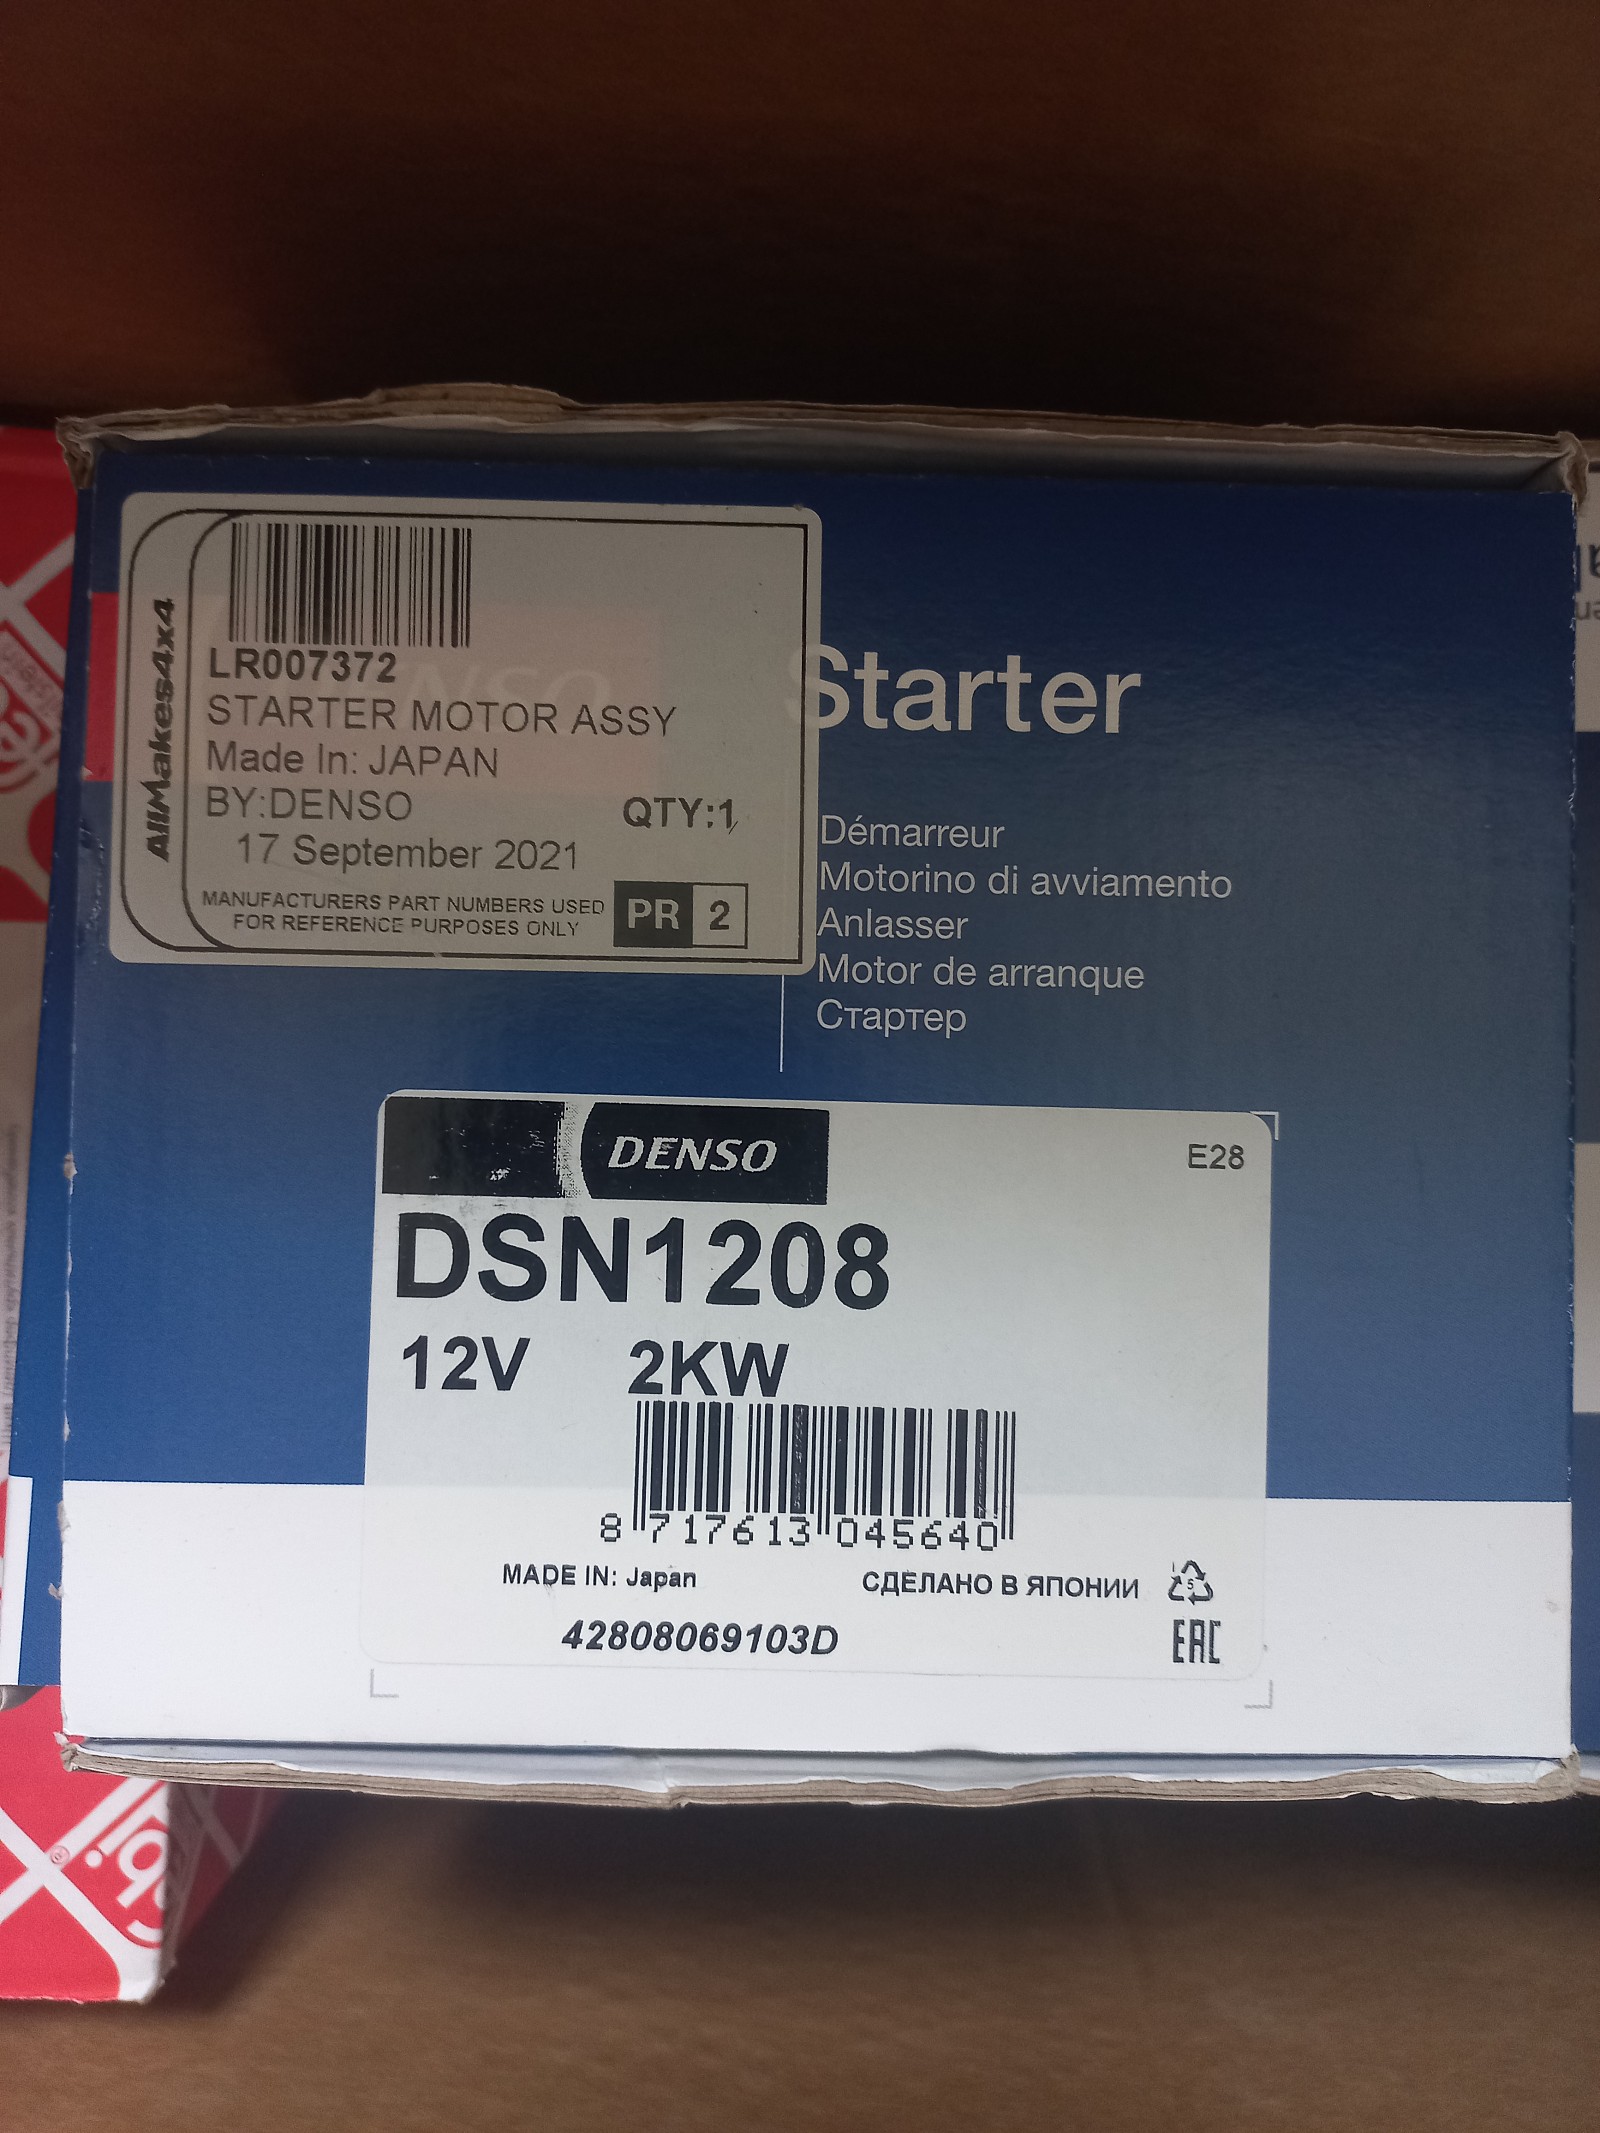 AllMakes4x4
LR007372
STARTER MOTOR ASSY
Made In: JAPAN
BY:DENSO QTY:1
17 September 2021
MANUFACTURERS PART NUMBERS USED
FOR REFERENCE PURPOSES ONLY
PR 2
DENSO
Starter
Démarreur
Motorino di avviamento
Anlasser
Motor de arranque
Стартер
DENSO
E28
DSN1208
12V 2KW
8 717613 045640
MADE IN: Japan СДЕЛАНО В ЯПОНИИ
5
42808069103D
EAC